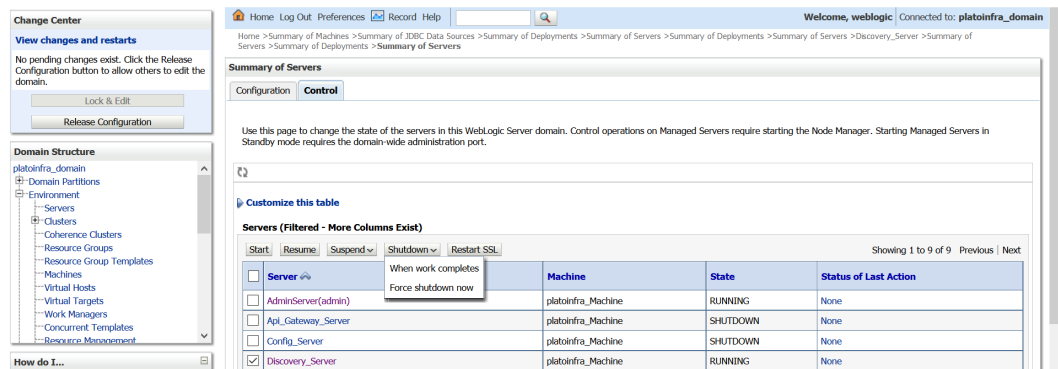 Change Center
View changes and restarts
No pending changes exist. Click the Release
Configuration button to allow others to edit the
domain.
Lock & Edit
Release Configuration
Domain Structure
platoinfra_domain
Domain Partitions
Environment
Servers
Clusters
Coherence Clusters
Resource Groups
Resource Group Templates
Machines
Virtual Hosts
Virtual Targets
Work Managers
Concurrent Templates
Resource Management
How do I...
Home Log Out Preferences Record Help
Welcome, weblogic Connected to: platoinfra_domain
Home >Summary of Machines >Summary of JDBC Data Sources >Summary of Deployments >Summary of Servers >Summary of Deployments >Summary of Servers >Discovery_Server >Summary of
Servers >Summary of Deployments >Summary of Servers
Summary of Servers
Configuration Control
Use this page to change the state of the servers in this WebLogic Server domain. Control operations on Managed Servers require starting the Node Manager. Starting Managed Servers in
Standby mode requires the domain-wide administration port.
Customize this table
Servers (Filtered - More Columns Exist)
Start Resume Suspend Shutdown Restart SSL
Showing 1 to 9 of 9 Previous | Next
When work completes
Force shutdown now
Server Machine State Status of Last Action
AdminServer(admin) platoinfra_Machine RUNNING None
Api_Gateway_Server platoinfra_Machine SHUTDOWN None
Config_Server platoinfra_Machine SHUTDOWN None
Discovery_Server platoinfra_Machine RUNNING None